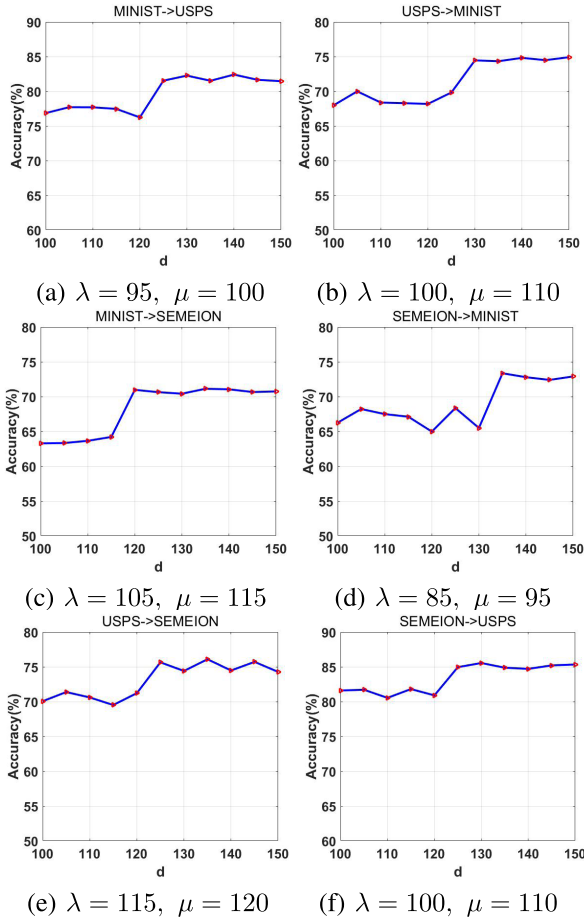 MINIST->USPS
Accuracy(%)
90
85
80
75
70
65
60
100 110 120 130 140 150
d
(a) λ = 95, μ = 100
USPS->MINIST
Accuracy(%)
80
75
70
65
60
100 110 120 130 140 150
d
(b) λ = 100, μ = 110
MINIST->SEMEION
Accuracy(%)
80
75
70
65
60
55
50
100 110 120 130 140 150
d
(c) λ = 105, μ = 115
SEMEION->MINIST
Accuracy(%)
80
75
70
65
60
55
50
100 110 120 130 140 150
d
(d) λ = 85, μ = 95
USPS->SEMEION
Accuracy(%)
80
75
70
65
60
55
50
100 110 120 130 140 150
d
(e) λ = 115, μ = 120
SEMEION->USPS
Accuracy(%)
90
85
80
75
70
65
60
100 110 120 130 140 150
d
(f) λ = 100, μ = 110